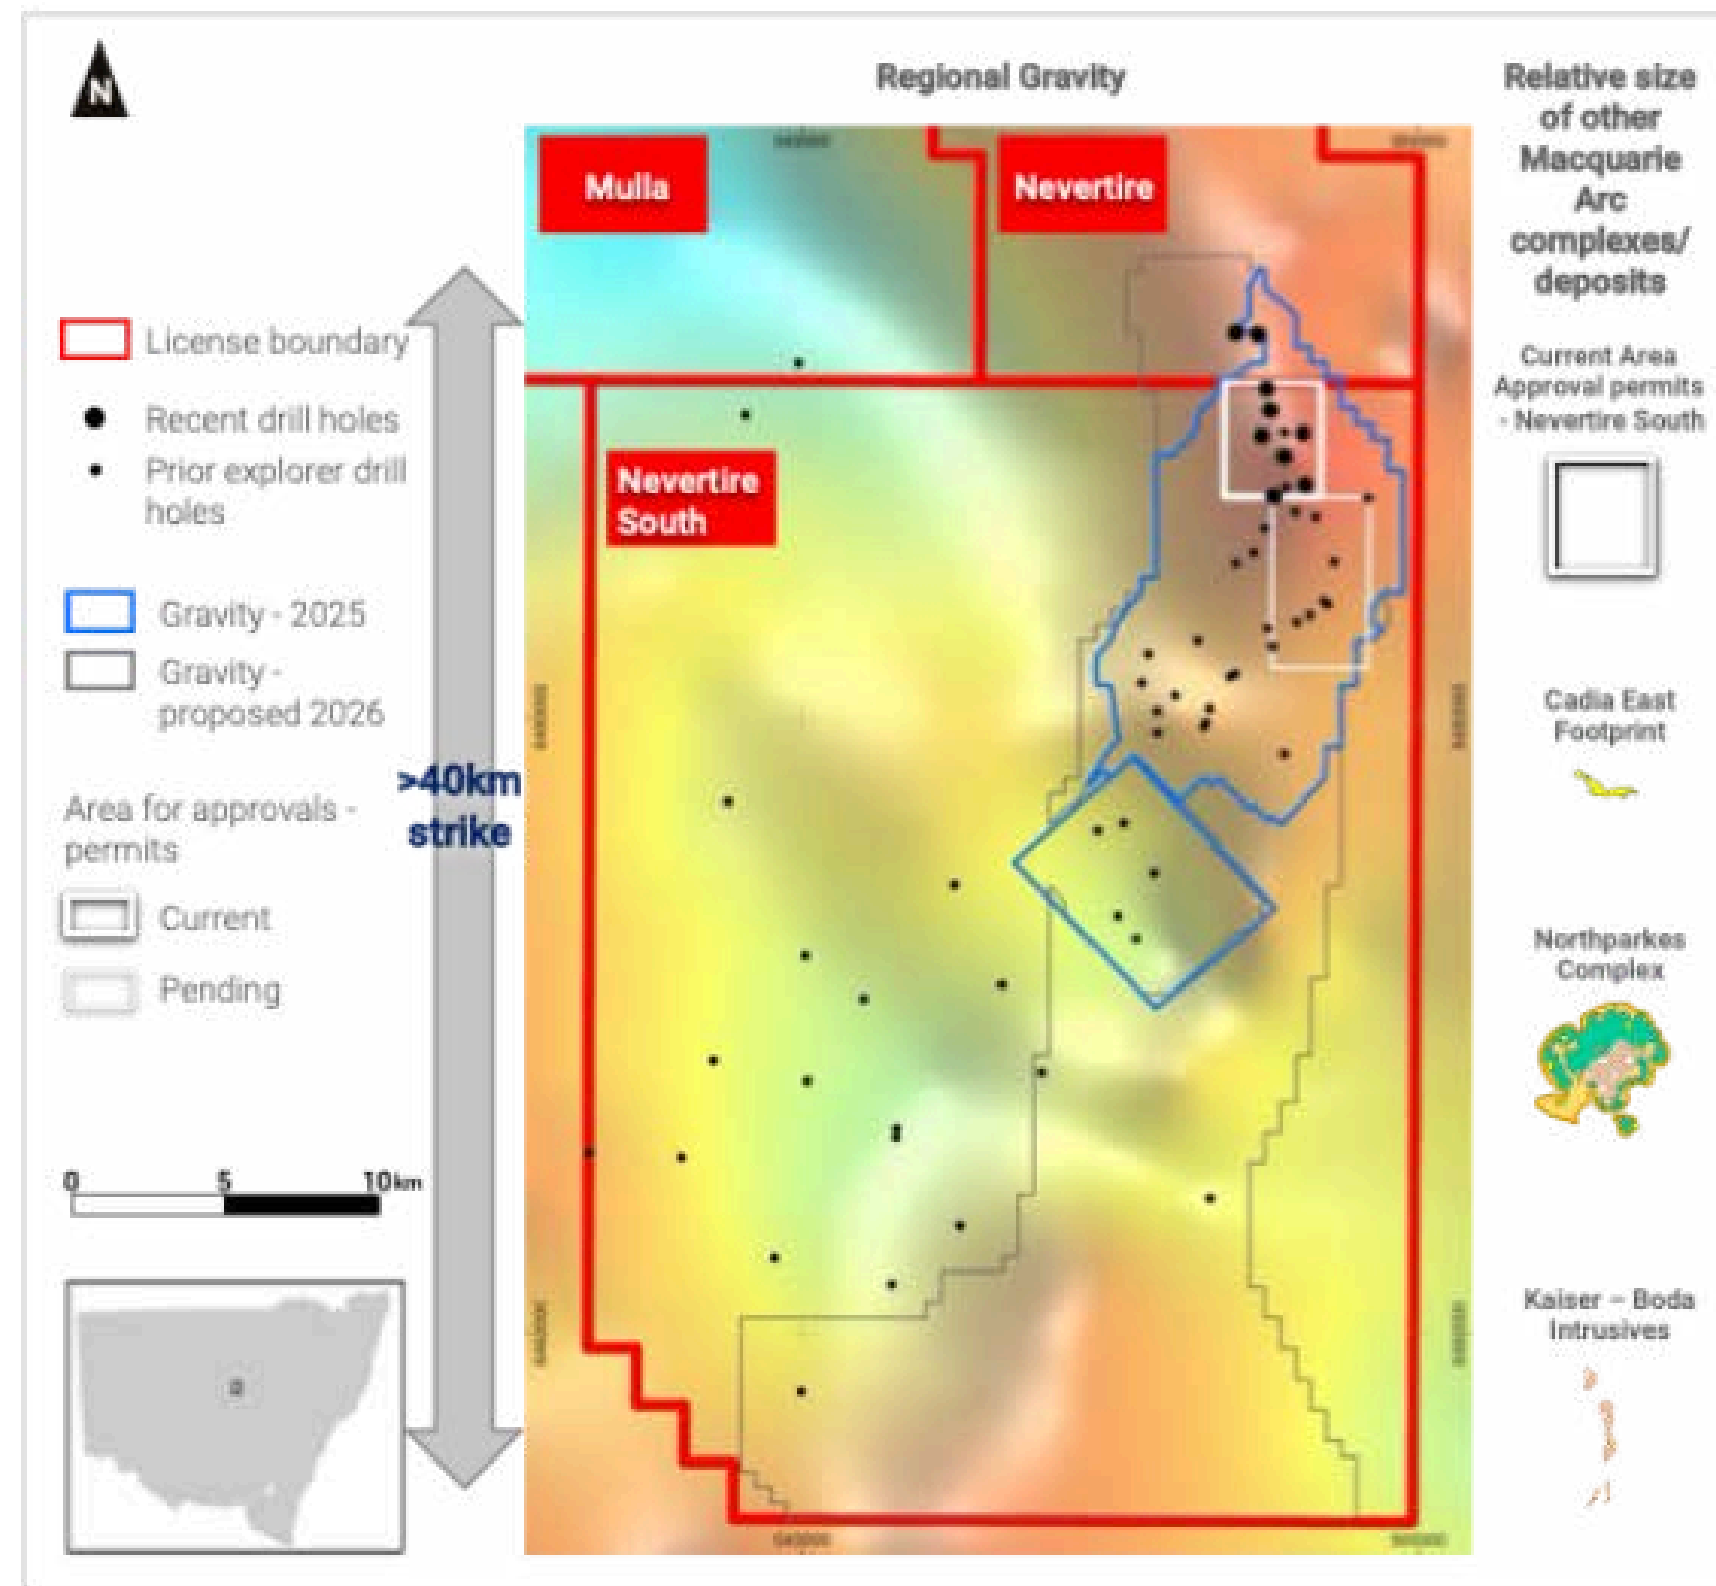 N
Regional Gravity
Relative size
of other
Macquarie
Arc
complexes/
deposits
Mulla
Nevertire
License boundary
Recent drill holes
Prior explorer drill
holes
Gravity - 2025
Gravity -
proposed 2026
Area for approvals -
permits
Current
Pending
>40km
strike
Nevertire
South
Current Area
Approval permits
- Nevertire South
Cadia East
Footprint
Northparkes
Complex
Kaiser – Boda
Intrusives
0 5 10km